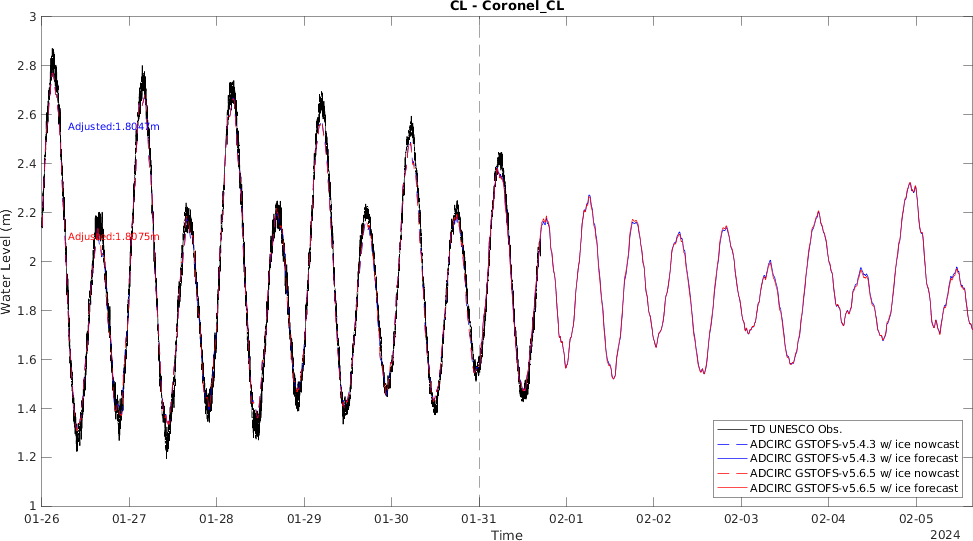 CL - Coronel_CL
3
2.8
2.6
2.4
2.2
2
1.8
1.6
1.4
1.2
1
Water Level (m)
Adjusted:1.8047m
Adjusted:1.8075m
TD UNESCO Obs.
ADCIRC GSTOFS-v5.4.3 w/ ice nowcast
ADCIRC GSTOFS-v5.4.3 w/ ice forecast
ADCIRC GSTOFS-v5.6.5 w/ ice nowcast
ADCIRC GSTOFS-v5.6.5 w/ ice forecast
01-26 01-27 01-28 01-29 01-30 01-31 02-01 02-02 02-03 02-04 02-05
Time
2024